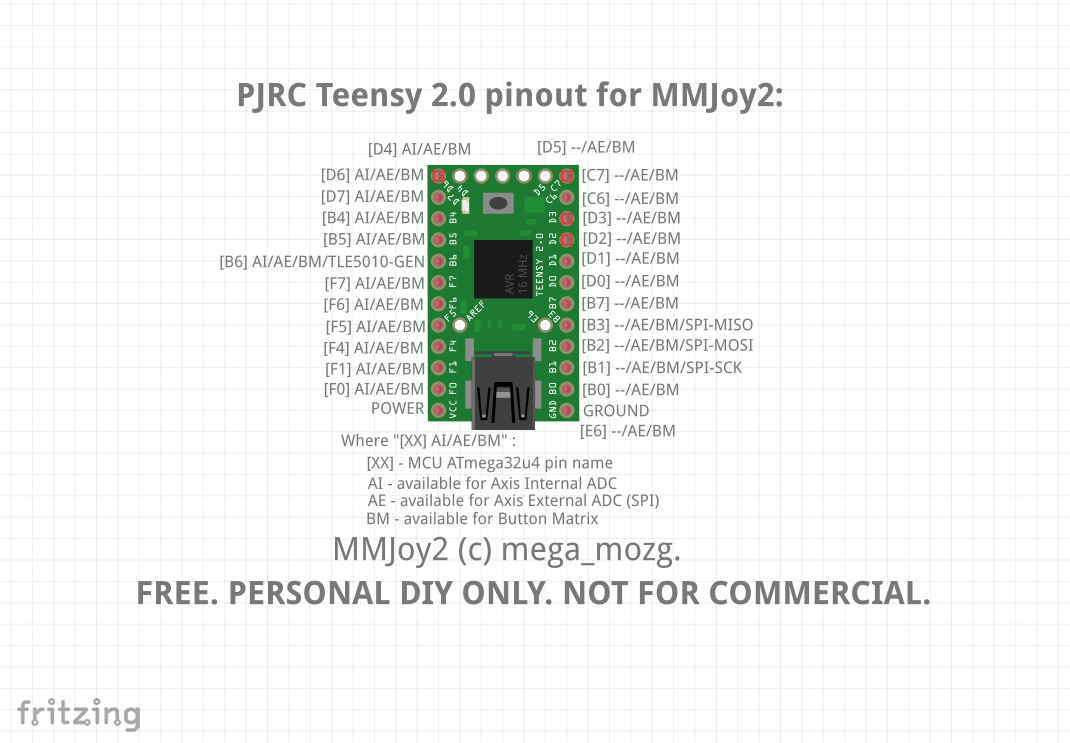 PJRC Teensy 2.0 pinout for MMJoy2:
[D4] AI/AE/BM
[D5] --/AE/BM
[D6] AI/AE/BM
[C7] --/AE/BM
[D7] AI/AE/BM
[C6] --/AE/BM
[B4] AI/AE/BM
[D3] --/AE/BM
[B5] AI/AE/BM
[D2] --/AE/BM
[B6] AI/AE/BM/TLE5010-GEN
[D1] --/AE/BM
[F7] AI/AE/BM
[D0] --/AE/BM
[F6] AI/AE/BM
[B7] --/AE/BM
[F5] AI/AE/BM
[B3] --/AE/BM/SPI-MISO
[F4] AI/AE/BM
[B2] --/AE/BM/SPI-MOSI
[F1] AI/AE/BM
[B1] --/AE/BM/SPI-SCK
[F0] AI/AE/BM
[B0] --/AE/BM
POWER
GROUND
[E6] --/AE/BM
D6
D4
D7
B4
B5
B6
F7
F6
F5
F4
F1
F0
VCC
AREF
AVR
16 MHz
TEENSY 2.0
D5
C7
C6
D3
D2
D1
D0
B7
B3
E6
B2
B1
B0
GND
Where "[XX] AI/AE/BM" :
[XX] - MCU ATmega32u4 pin name
AI - available for Axis Internal ADC
AE - available for Axis External ADC (SPI)
BM - available for Button Matrix
MMJoy2 (c) mega_mozg.
FREE. PERSONAL DIY ONLY. NOT FOR COMMERCIAL.
fritzing